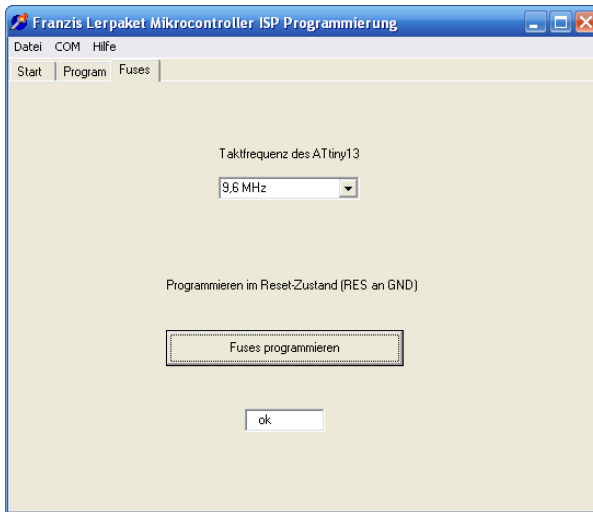 Franzis Lerpaket Mikrocontroller ISP Programmierung
Datei COM Hilfe
Start Program Fuses
Taktfrequenz des ATtiny13
9,6 MHz
Programmieren im Reset-Zustand (RES an GND)
Fuses programmieren
ok